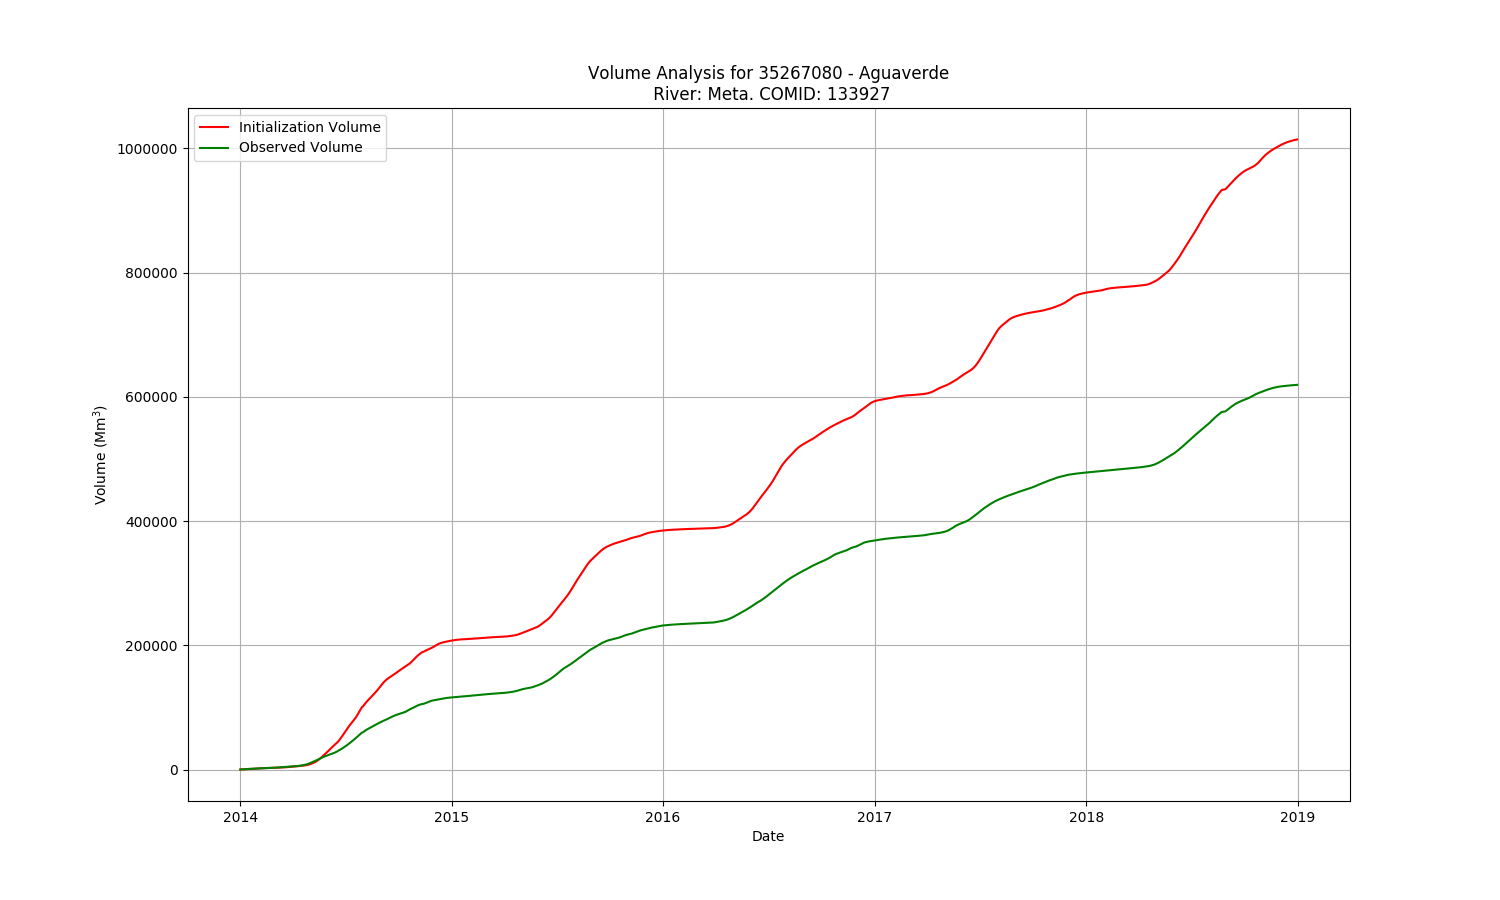 Volume Analysis for 35267080 - Aguaverde
River: Meta. COMID: 133927
Initialization Volume
Observed Volume
1000000
800000
600000
400000
200000
0
Volume (Mm³)
2014 2015 2016 2017 2018 2019
Date